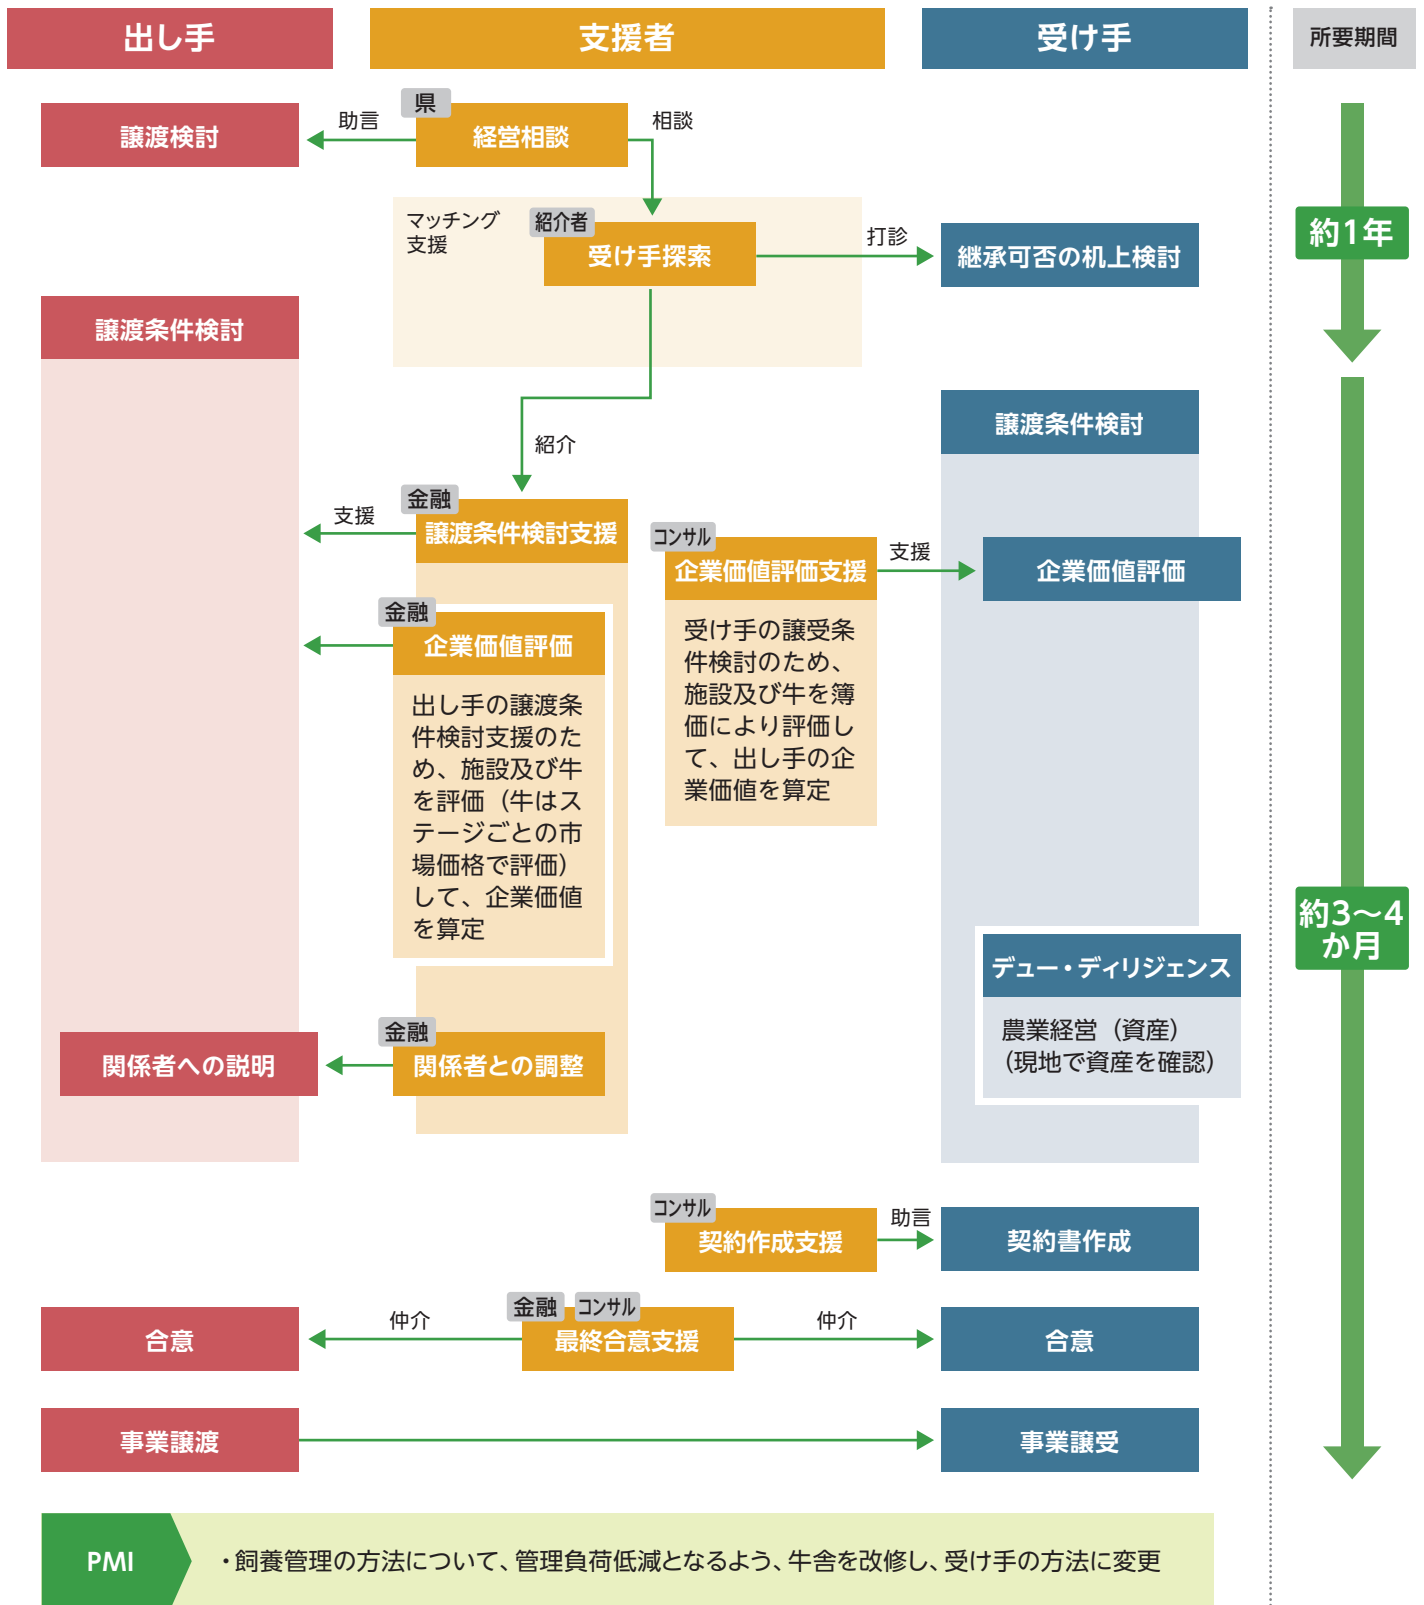 出し手
支援者
受け手
所要期間
県
譲渡検討
助言
経営相談
相談
マッチング
支援
紹介者
受け手探索
打診
継承可否の机上検討
約1年
譲渡条件検討
紹介
譲渡条件検討
金融
支援
譲渡条件検討支援
コンサル
企業価値評価支援
支援
企業価値評価
金融
企業価値評価
出し手の譲渡条
件検討支援のた
め、施設及び牛
を評価（牛はス
テージごとの市
場価格で評価）
して、企業価値
を算定
受け手の譲受条
件検討のため、
施設及び牛を簿
価により評価し
て、出し手の企
業価値を算定
約3〜4
か月
デュー・ディリジェンス
農業経営（資産）
（現地で資産を確認）
金融
関係者への説明
関係者との調整
コンサル
契約作成支援
助言
契約書作成
金融
コンサル
合意
仲介
最終合意支援
仲介
合意
事業譲渡
事業譲受
PMI
・飼養管理の方法について、管理負荷低減となるよう、牛舎を改修し、受け手の方法に変更